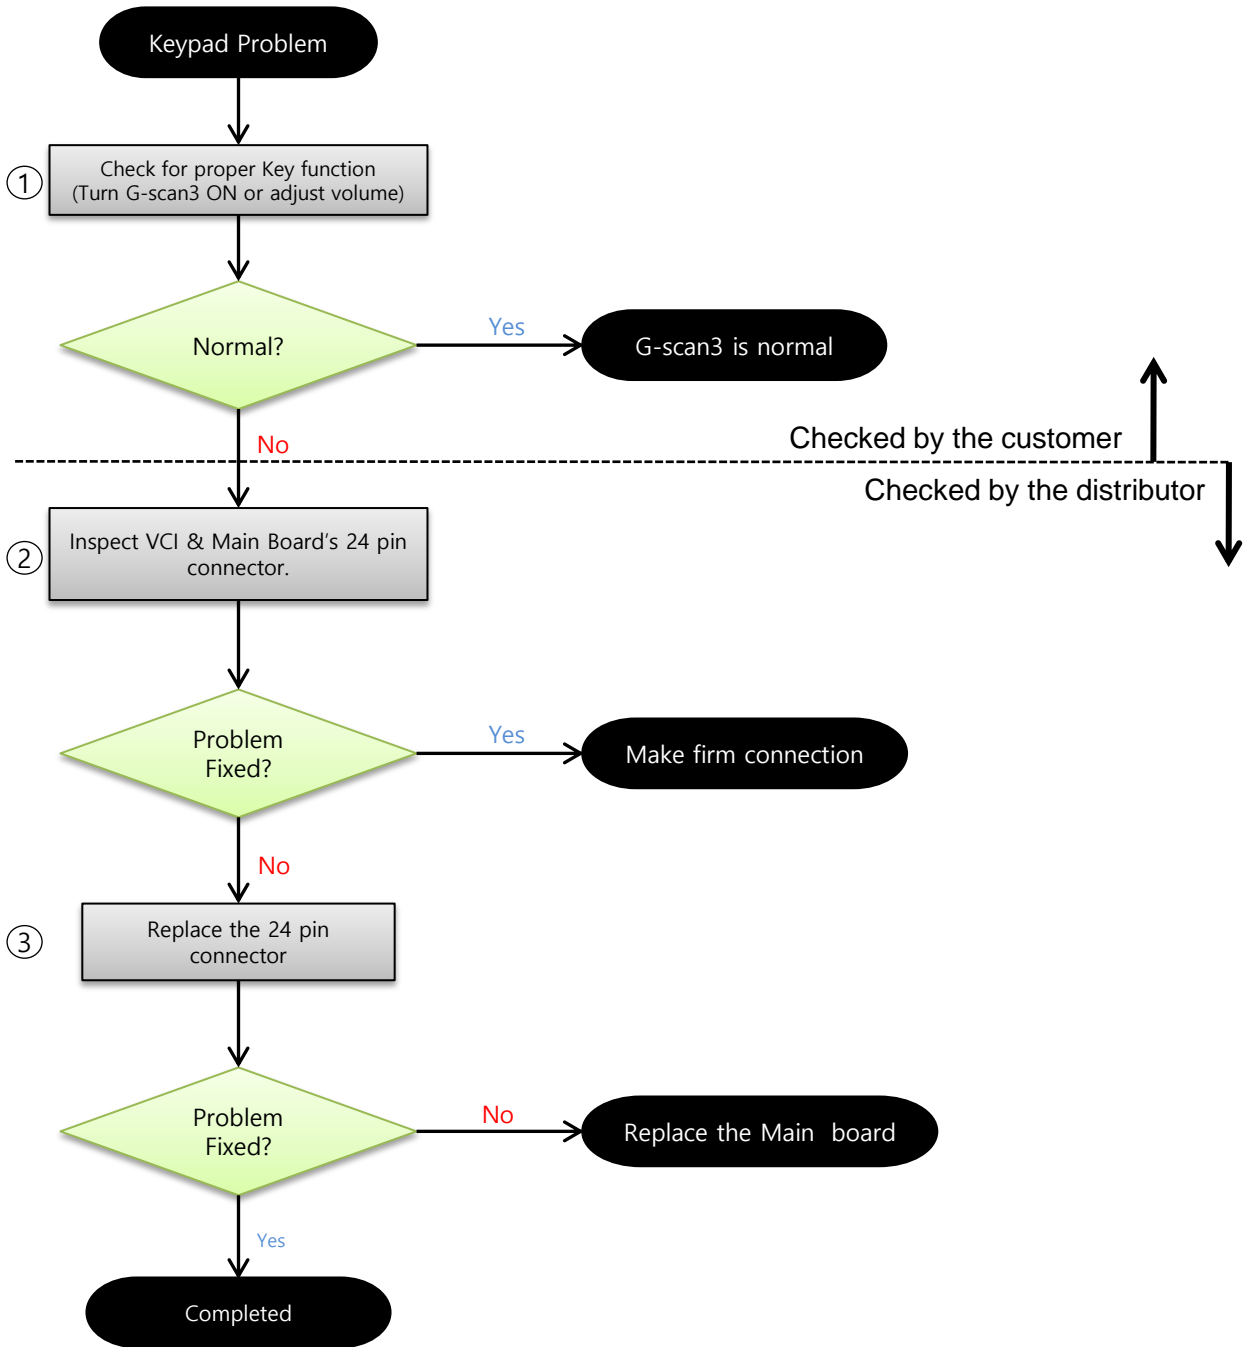 Keypad Problem
①
Check for proper Key function
(Turn G-scan3 ON or adjust volume)
Normal?
Yes
G-scan3 is normal
No
Checked by the customer
Checked by the distributor
②
Inspect VCI & Main Board’s 24 pin
connector.
Problem
Fixed?
Yes
Make firm connection
No
③
Replace the 24 pin
connector
Problem
Fixed?
No
Replace the Main board
Yes
Completed